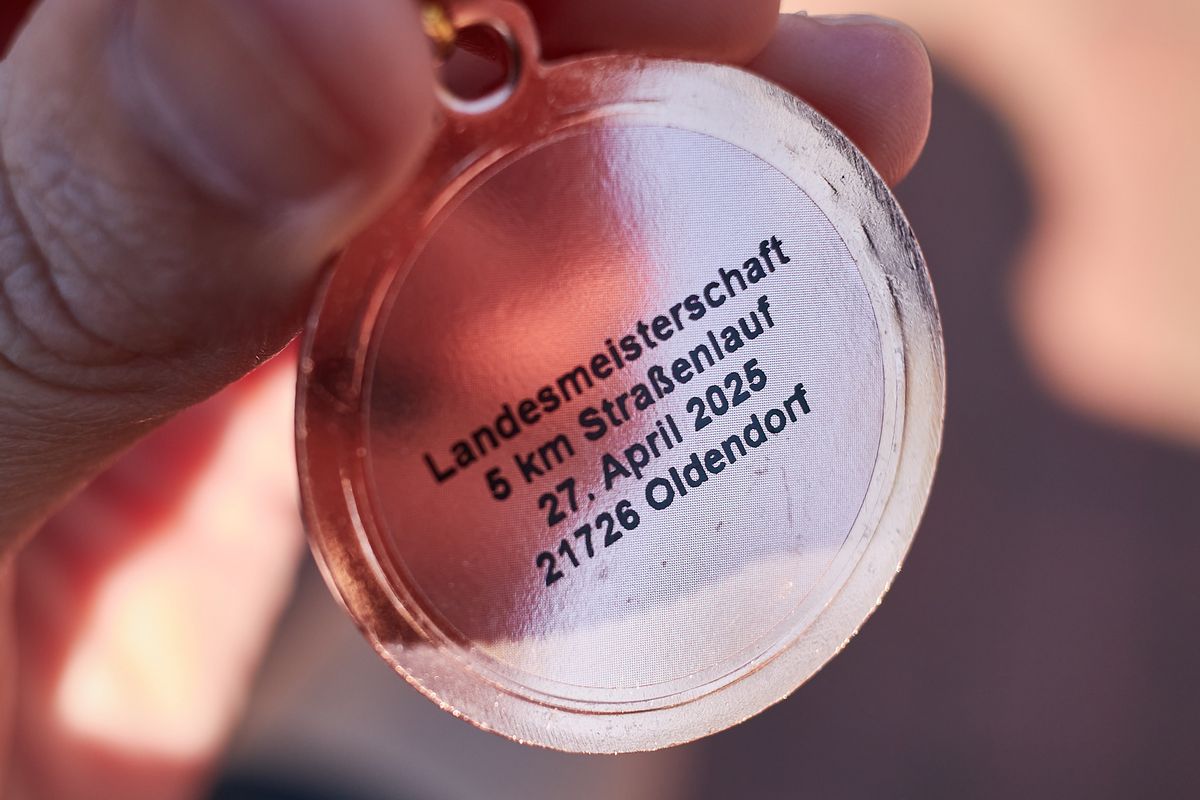 Landesmeisterschaft
5 km Straßenlauf
27. April 2025
21726 Oldendorf